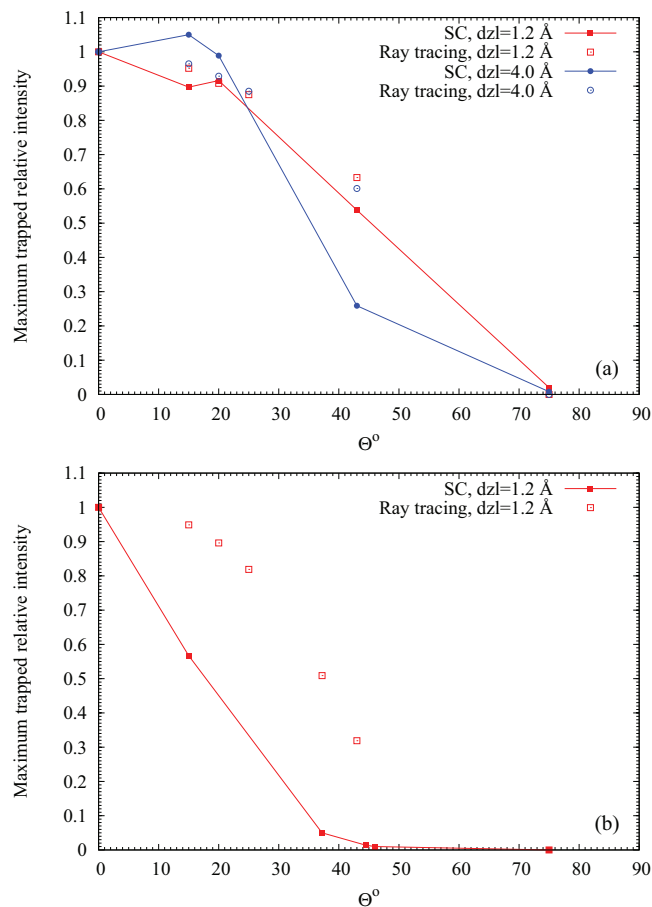 1.1
1
0.9
0.8
0.7
0.6
0.5
0.4
0.3
0.2
0.1
0
Maximum trapped relative intensity
SC, dzl=1.2 Å
Ray tracing, dzl=1.2 Å
SC, dzl=4.0 Å
Ray tracing, dzl=4.0 Å
(a)
0 10 20 30 40 50 60 70 80 90
Θº
1.1
1
0.9
0.8
0.7
0.6
0.5
0.4
0.3
0.2
0.1
0
Maximum trapped relative intensity
SC, dzl=1.2 Å
Ray tracing, dzl=1.2 Å
(b)
0 10 20 30 40 50 60 70 80 90
Θº